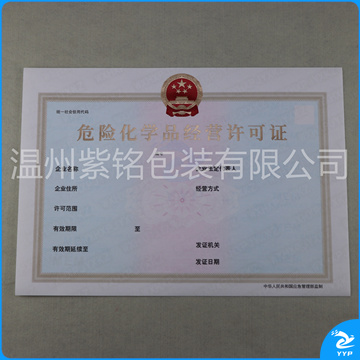 统一社会信用代码
危险化学品经营许可证
温州紫铭包装有限公司
企业名称
企业法定代表人
企业住所 经营方式
许可范围
有效期限 至
有效期延续至 发证机关
发证日期
中华人民共和国应急管理部监制
YYP